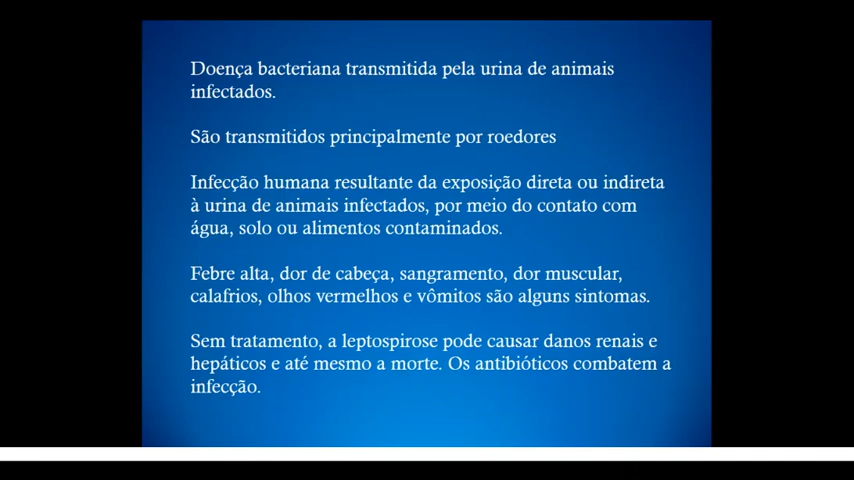 Doença bacteriana transmitida pela urina de animais
infectados.
São transmitidos principalmente por roedores
Infecção humana resultante da exposição direta ou indireta
à urina de animais infectados, por meio do contato com
água, solo ou alimentos contaminados.
Febre alta, dor de cabeça, sangramento, dor muscular,
calafrios, olhos vermelhos e vômitos são alguns sintomas.
Sem tratamento, a leptospirose pode causar danos renais e
hepáticos e até mesmo a morte. Os antibióticos combatem a
infecção.